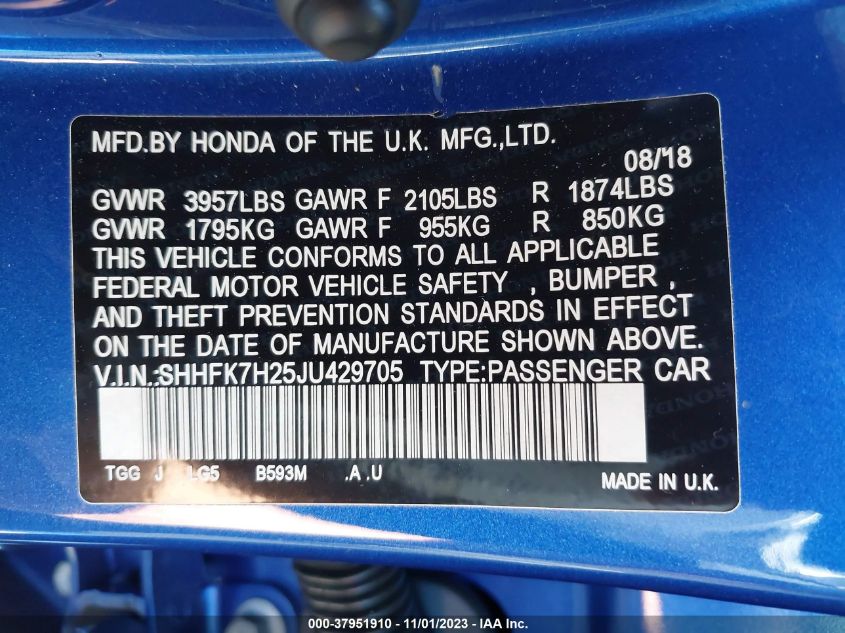 MFD.BY HONDA OF THE U.K. MFG.,LTD.
08/18
GVWR 3957LBS GAWR F 2105LBS R 1874LBS
GVWR 1795KG GAWR F 955KG R 850KG
THIS VEHICLE CONFORMS TO ALL APPLICABLE
FEDERAL MOTOR VEHICLE SAFETY , BUMPER ,
AND THEFT PREVENTION STANDARDS IN EFFECT
ON THE DATE OF MANUFACTURE SHOWN ABOVE.
V.I.N.:SHHFK7H25JU429705 TYPE:PASSENGER CAR
TGG J LG5 B593M .A .U
MADE IN U.K.
000-37951910 - 11/01/2023 - IAA Inc.